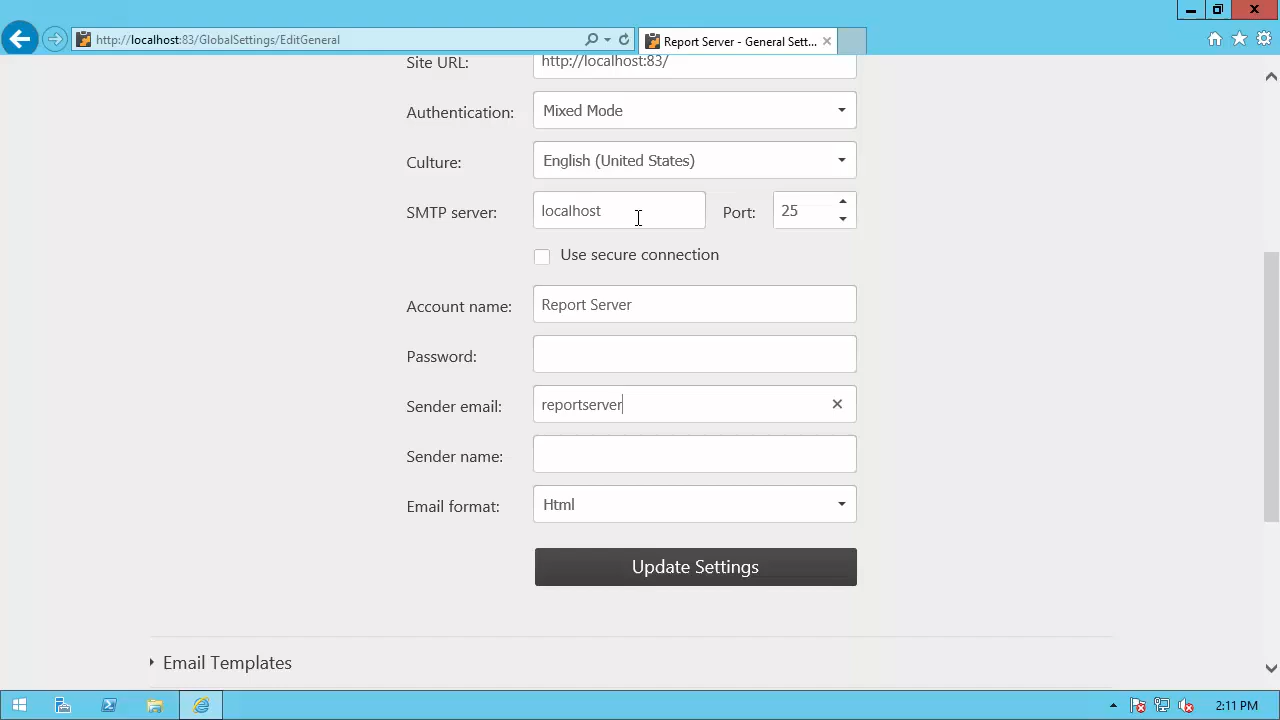 http://localhost:83/GlobalSettings/EditGeneral
Report Server - General Sett...
Site URL: http://localhost:83/
Authentication: Mixed Mode
Culture: English (United States)
SMTP server: localhost Port: 25
Use secure connection
Account name: Report Server
Password:
Sender email: reportserver
Sender name:
Email format: Html
Update Settings
Email Templates
2:11 PM